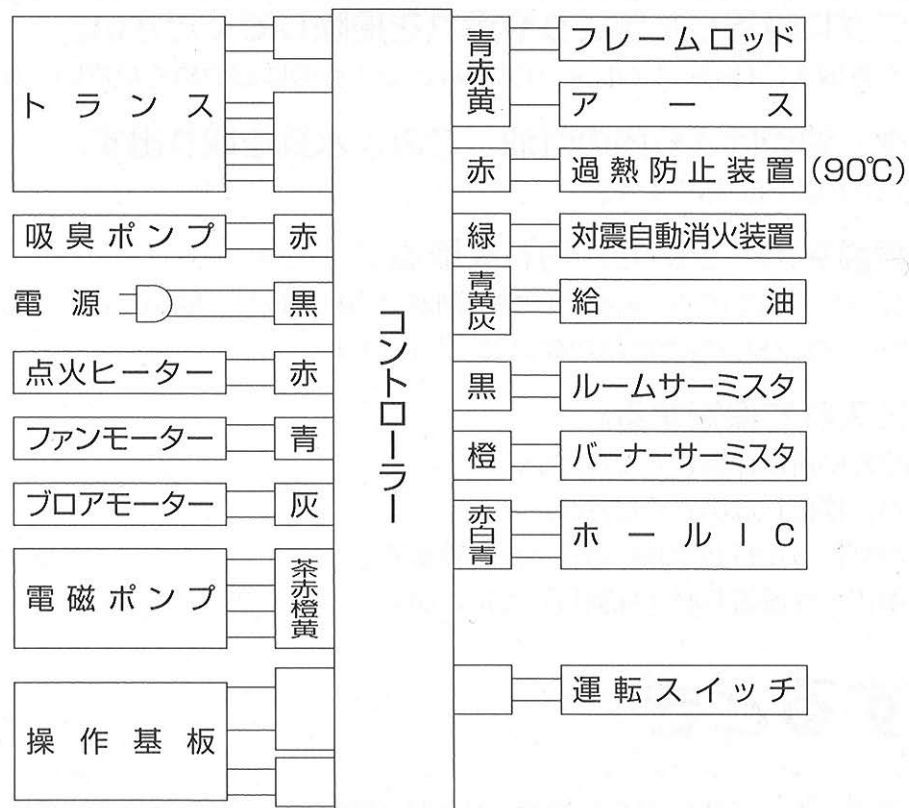 トランス
吸臭ポンプ
赤
電源
黒
点火ヒーター
赤
ファンモーター
青
ブロアモーター
灰
電磁ポンプ
茶赤橙黄
操作基板
コントローラー
青赤黄
フレームロッド
アース
赤
過熱防止装置(90℃)
緑
対震自動消火装置
青黄灰
給油
黒
ルームサーミスタ
橙
バーナーサーミスタ
赤白青
ホールIC
運転スイッチ